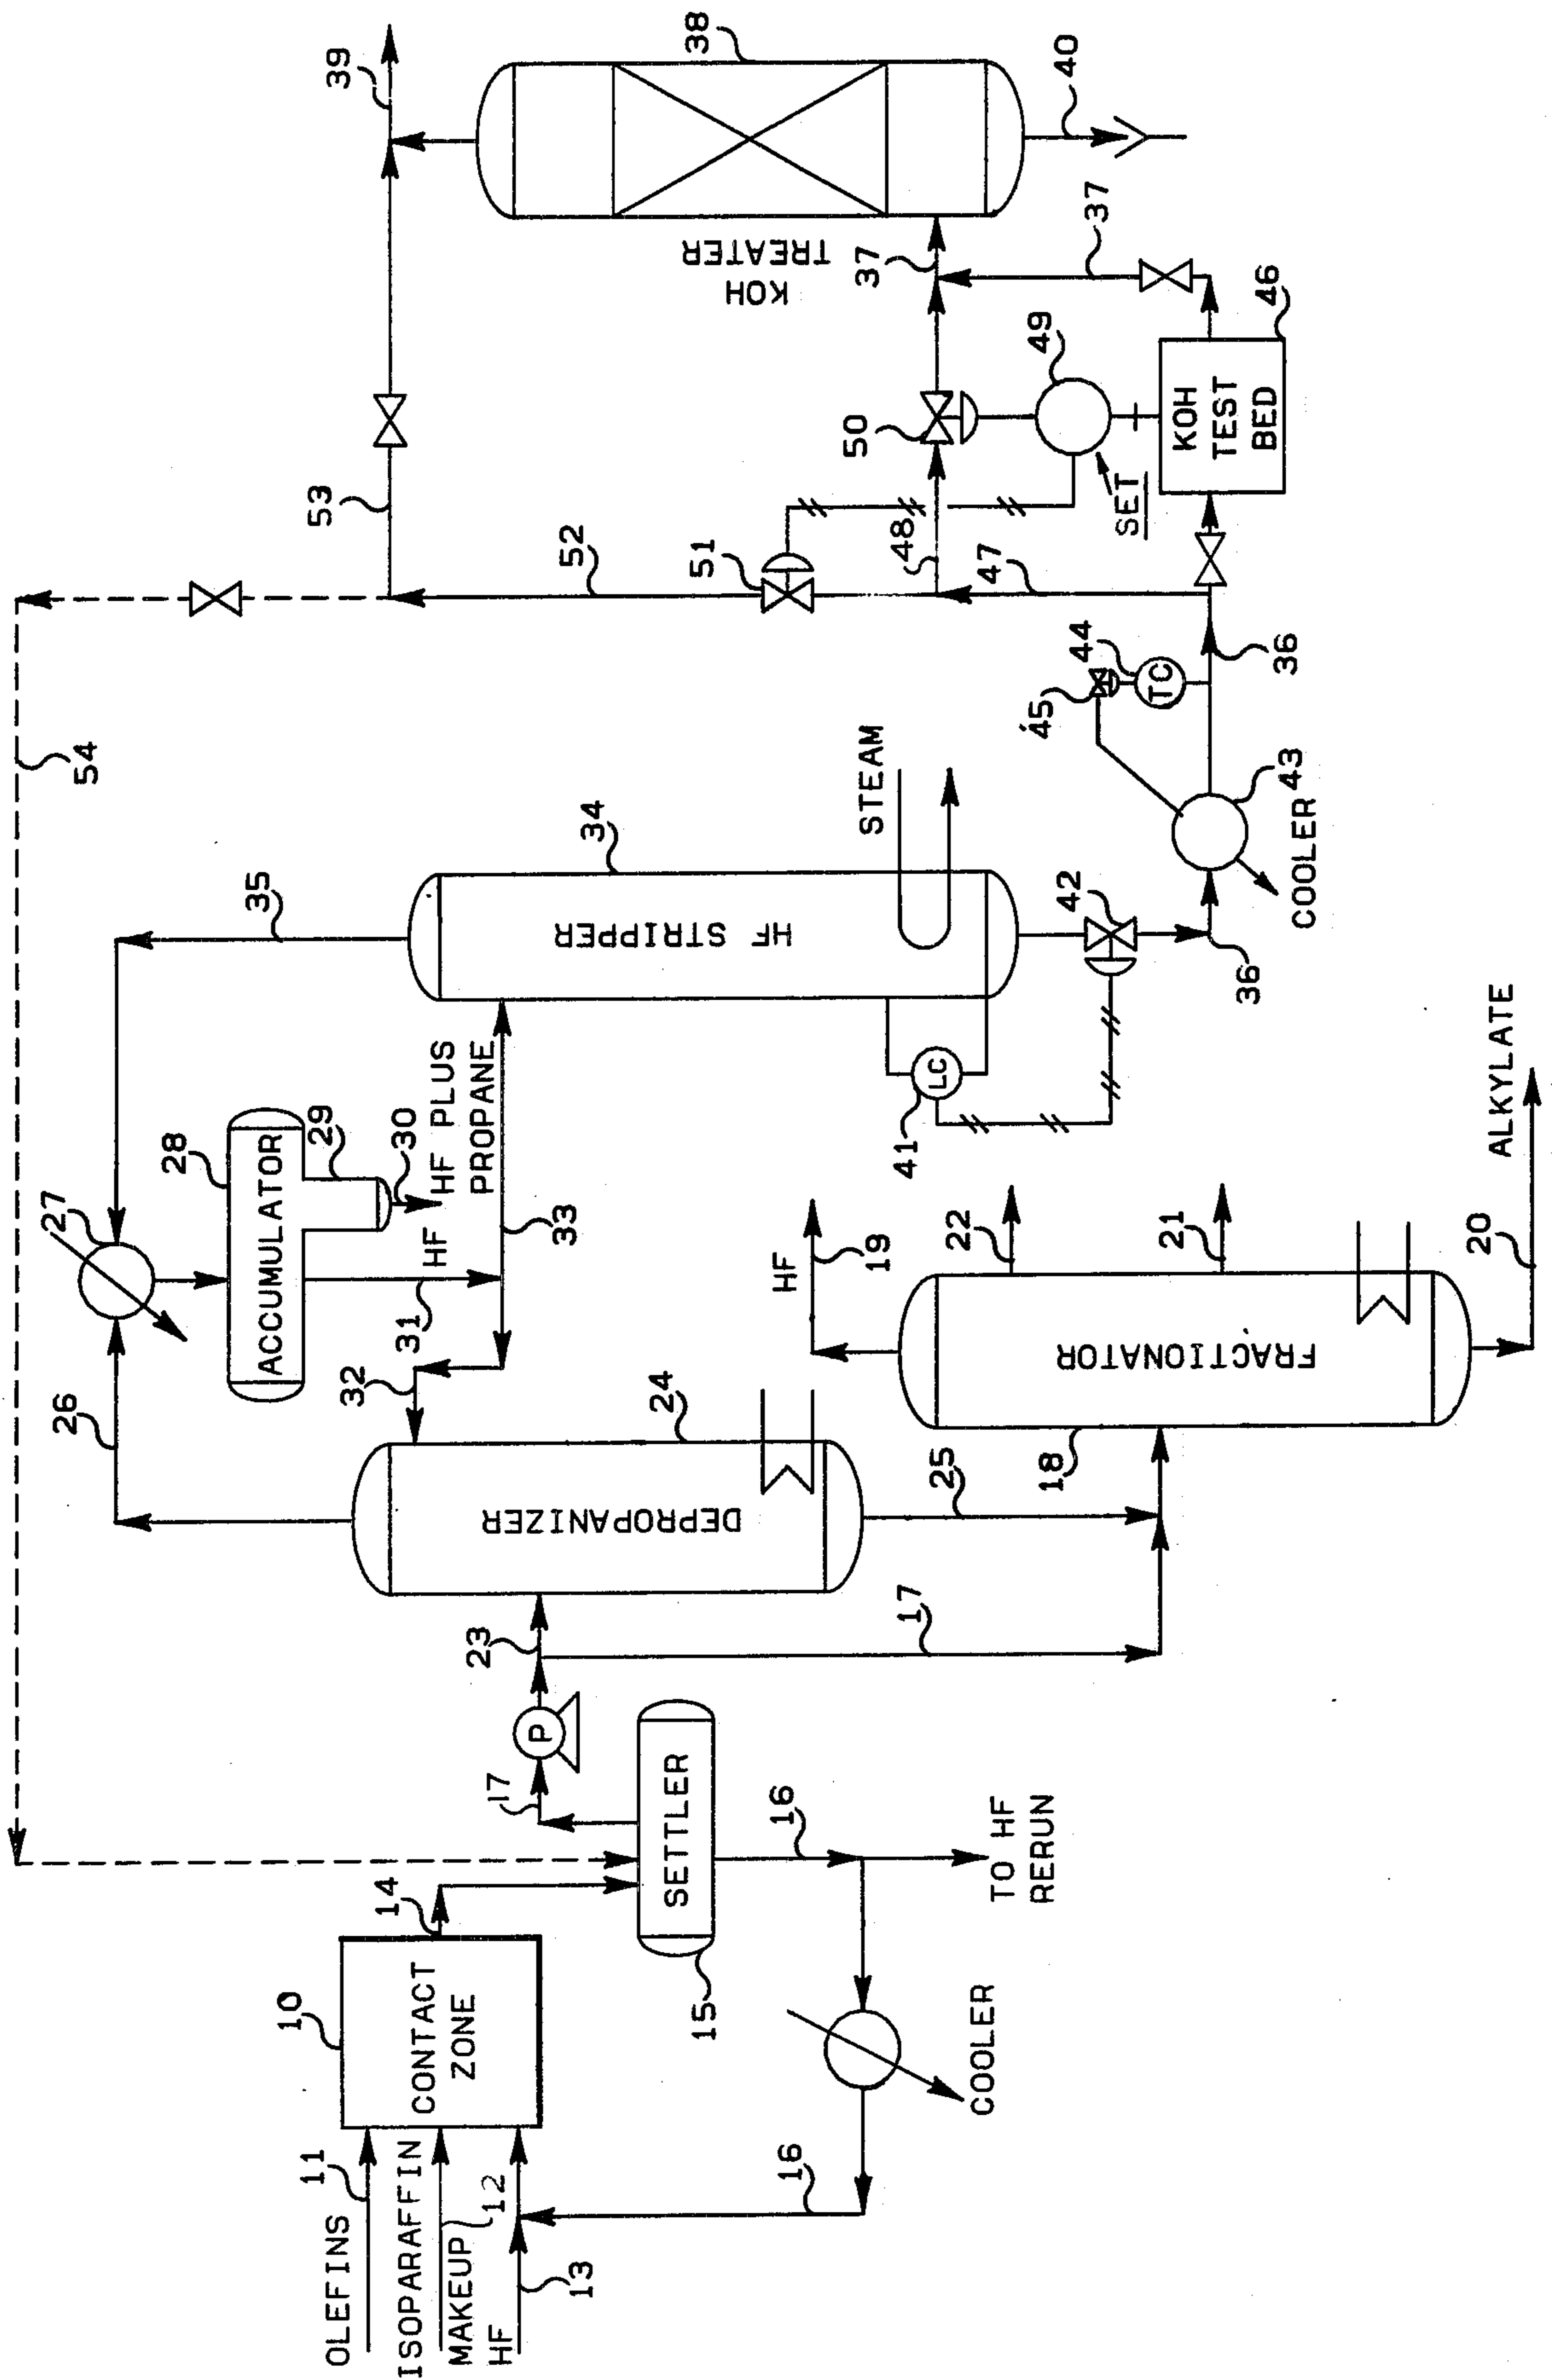 OLEFINS
11
ISOPARAFFIN
12
MAKEUP
HF
13
10
CONTACT
ZONE
14
16
COOLER
15
SETTLER
16
TO HF
RERUN
17
P
23
17
DEPROPANIZER
24
25
26
27
28
ACCUMULATOR
29
30
HF
31
32
33
HF PLUS
PROPANE
18
FRACTIONATOR
HF
19
22
21
20
ALKYLATE
35
34
HF STRIPPER
STEAM
LC
41
42
36
43
COOLER
TC
44
45
36
54
47
48
52
51
53
50
49
SET
KOH
TEST
BED
46
37
37
KOH
TREATER
38
39
40